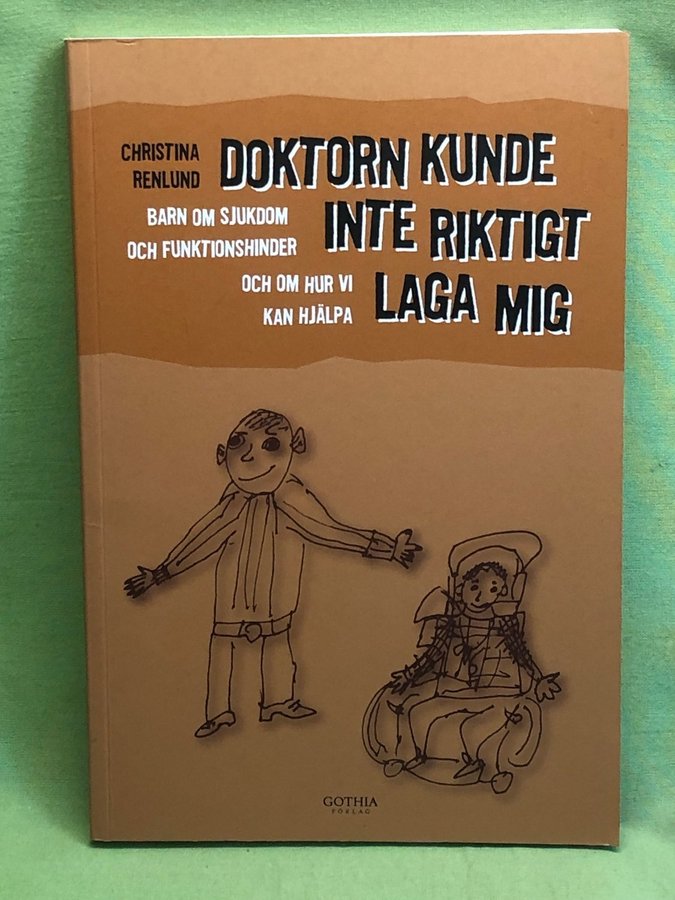 CHRISTINA
RENLUND
DOKTORN KUNDE
INTE RIKTIGT
LAGA MIG
BARN OM SJUKDOM
OCH FUNKTIONSHINDER
OCH OM HUR VI
KAN HJÄLPA
GOTHIA
FÖRLAG